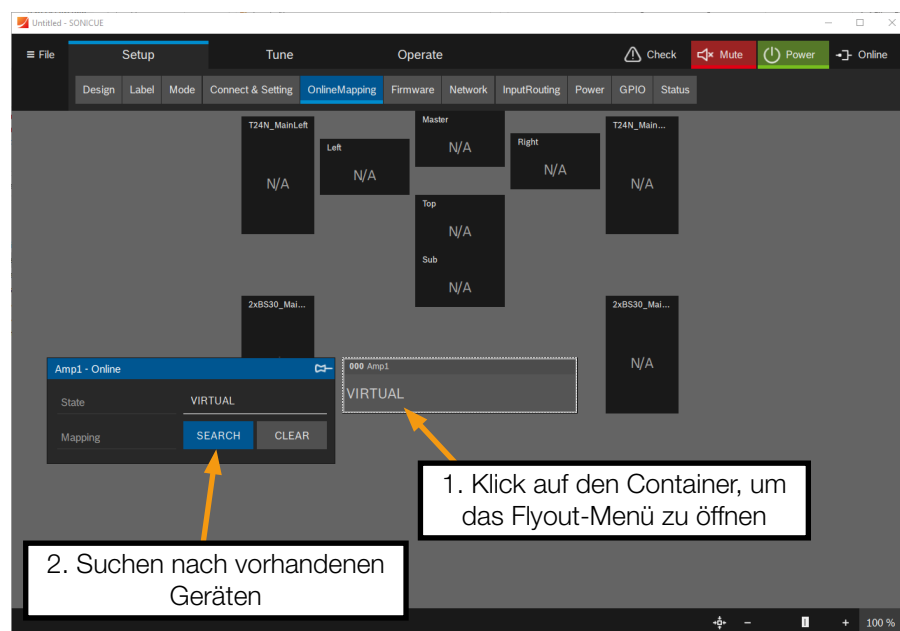 Untitled - SONICUE
≡ File Setup Tune Operate Check Mute Power Online
Design Label Mode Connect & Setting OnlineMapping Firmware Network InputRouting Power GPIO Status
T24N_MainLeft
N/A
Left
N/A
Master
N/A
Right
N/A
T24N_Main...
N/A
Top
N/A
Sub
N/A
2xBS30_Mai...
2xBS30_Mai...
N/A
Amp1 - Online
State VIRTUAL
Mapping SEARCH CLEAR
000 Amp1
VIRTUAL
1. Klick auf den Container, um
das Flyout-Menü zu öffnen
2. Suchen nach vorhandenen
Geräten
100 %